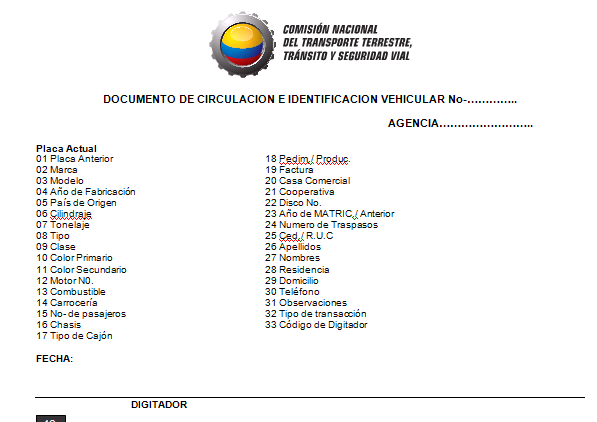 COMISIÓN NACIONAL
DEL TRANSPORTE TERRESTRE,
TRÁNSITO Y SEGURIDAD VIAL
DOCUMENTO DE CIRCULACION E IDENTIFICACION VEHICULAR No-…………..
AGENCIA……………………..
Placa Actual
01 Placa Anterior
02 Marca
03 Modelo
04 Año de Fabricación
05 País de Origen
06 Cilindraje
07 Tonelaje
08 Tipo
09 Clase
10 Color Primario
11 Color Secundario
12 Motor N0.
13 Combustible
14 Carrocería
15 No- de pasajeros
16 Chasis
17 Tipo de Cajón
18 Pedim./ Produc.
19 Factura
20 Casa Comercial
21 Cooperativa
22 Disco No.
23 Año de MATRIC./ Anterior
24 Numero de Traspasos
25 Ced./ R.U.C
26 Apellidos
27 Nombres
28 Residencia
29 Domicilio
30 Teléfono
31 Observaciones
32 Tipo de transacción
33 Código de Digitador
FECHA:
DIGITADOR